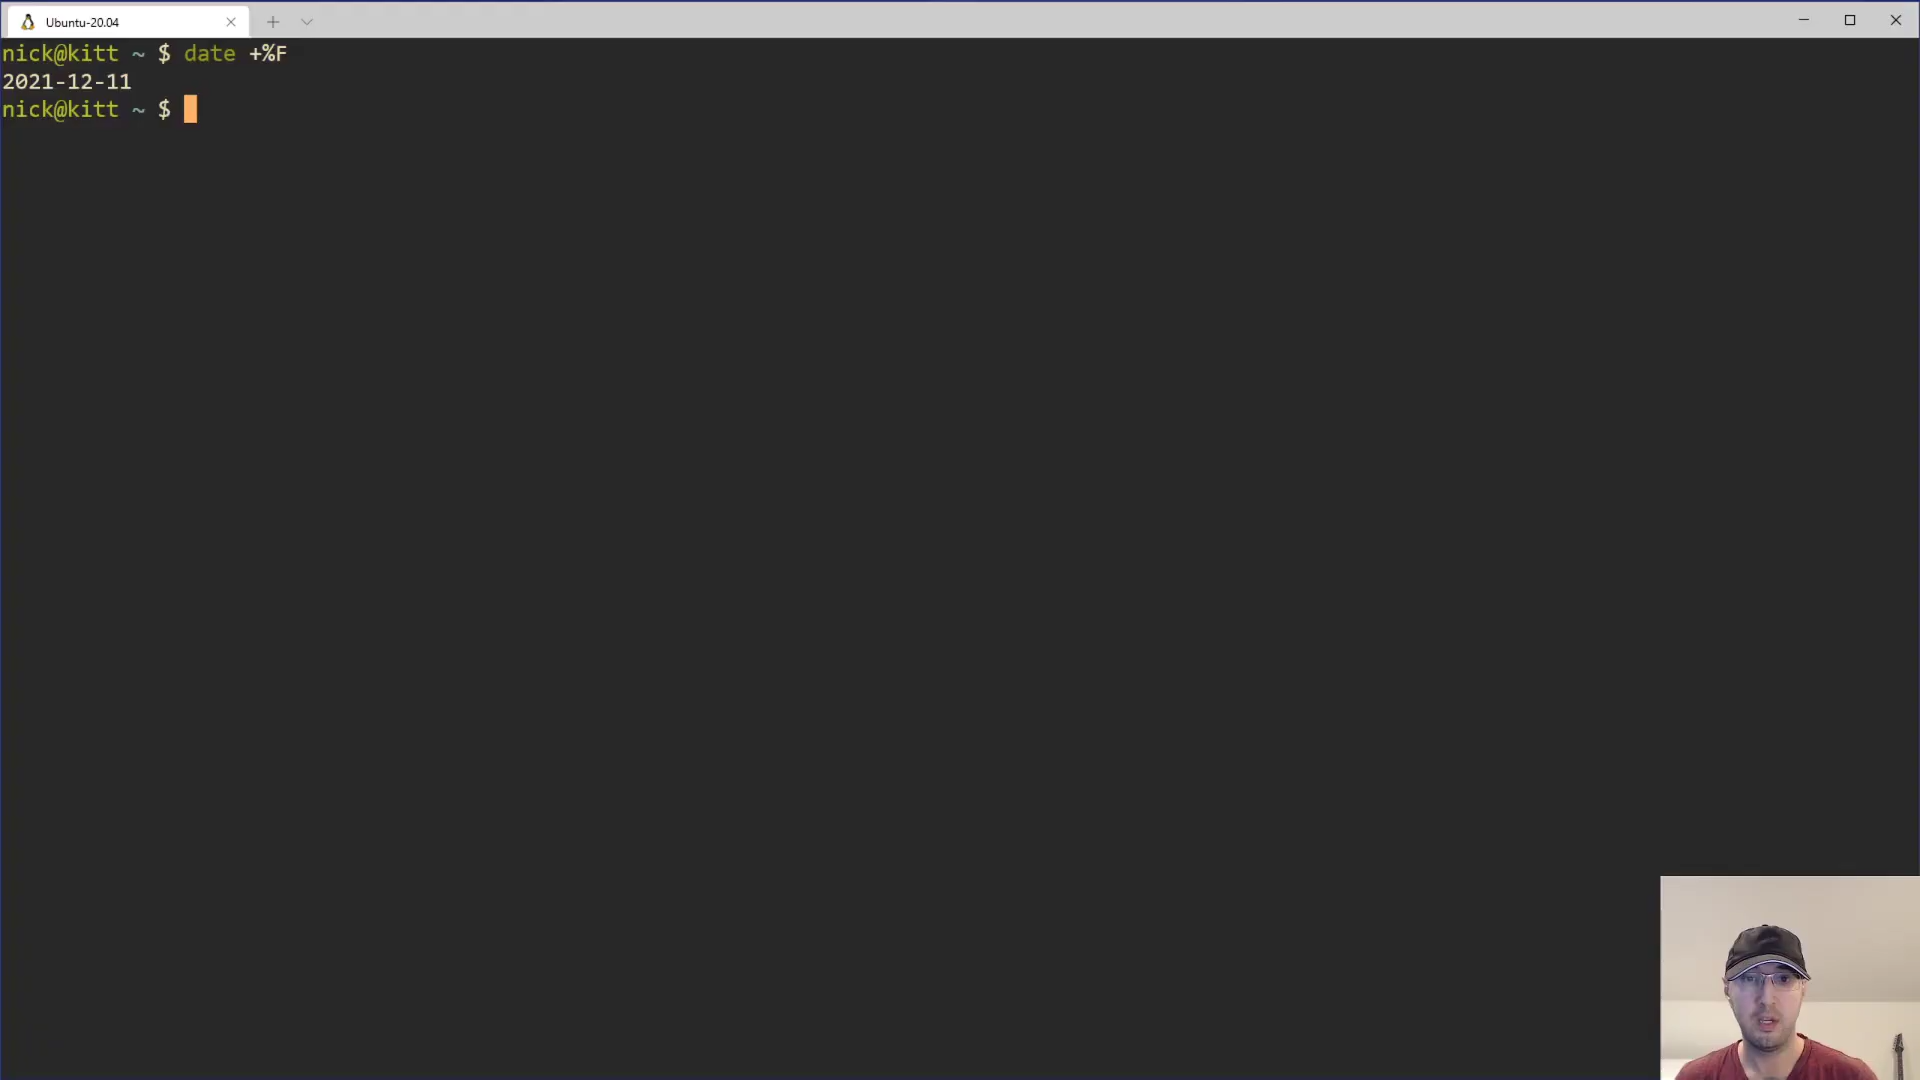 Ubuntu-20.04
nick@kitt ~ $ date +%F
2021-12-11
nick@kitt ~ $